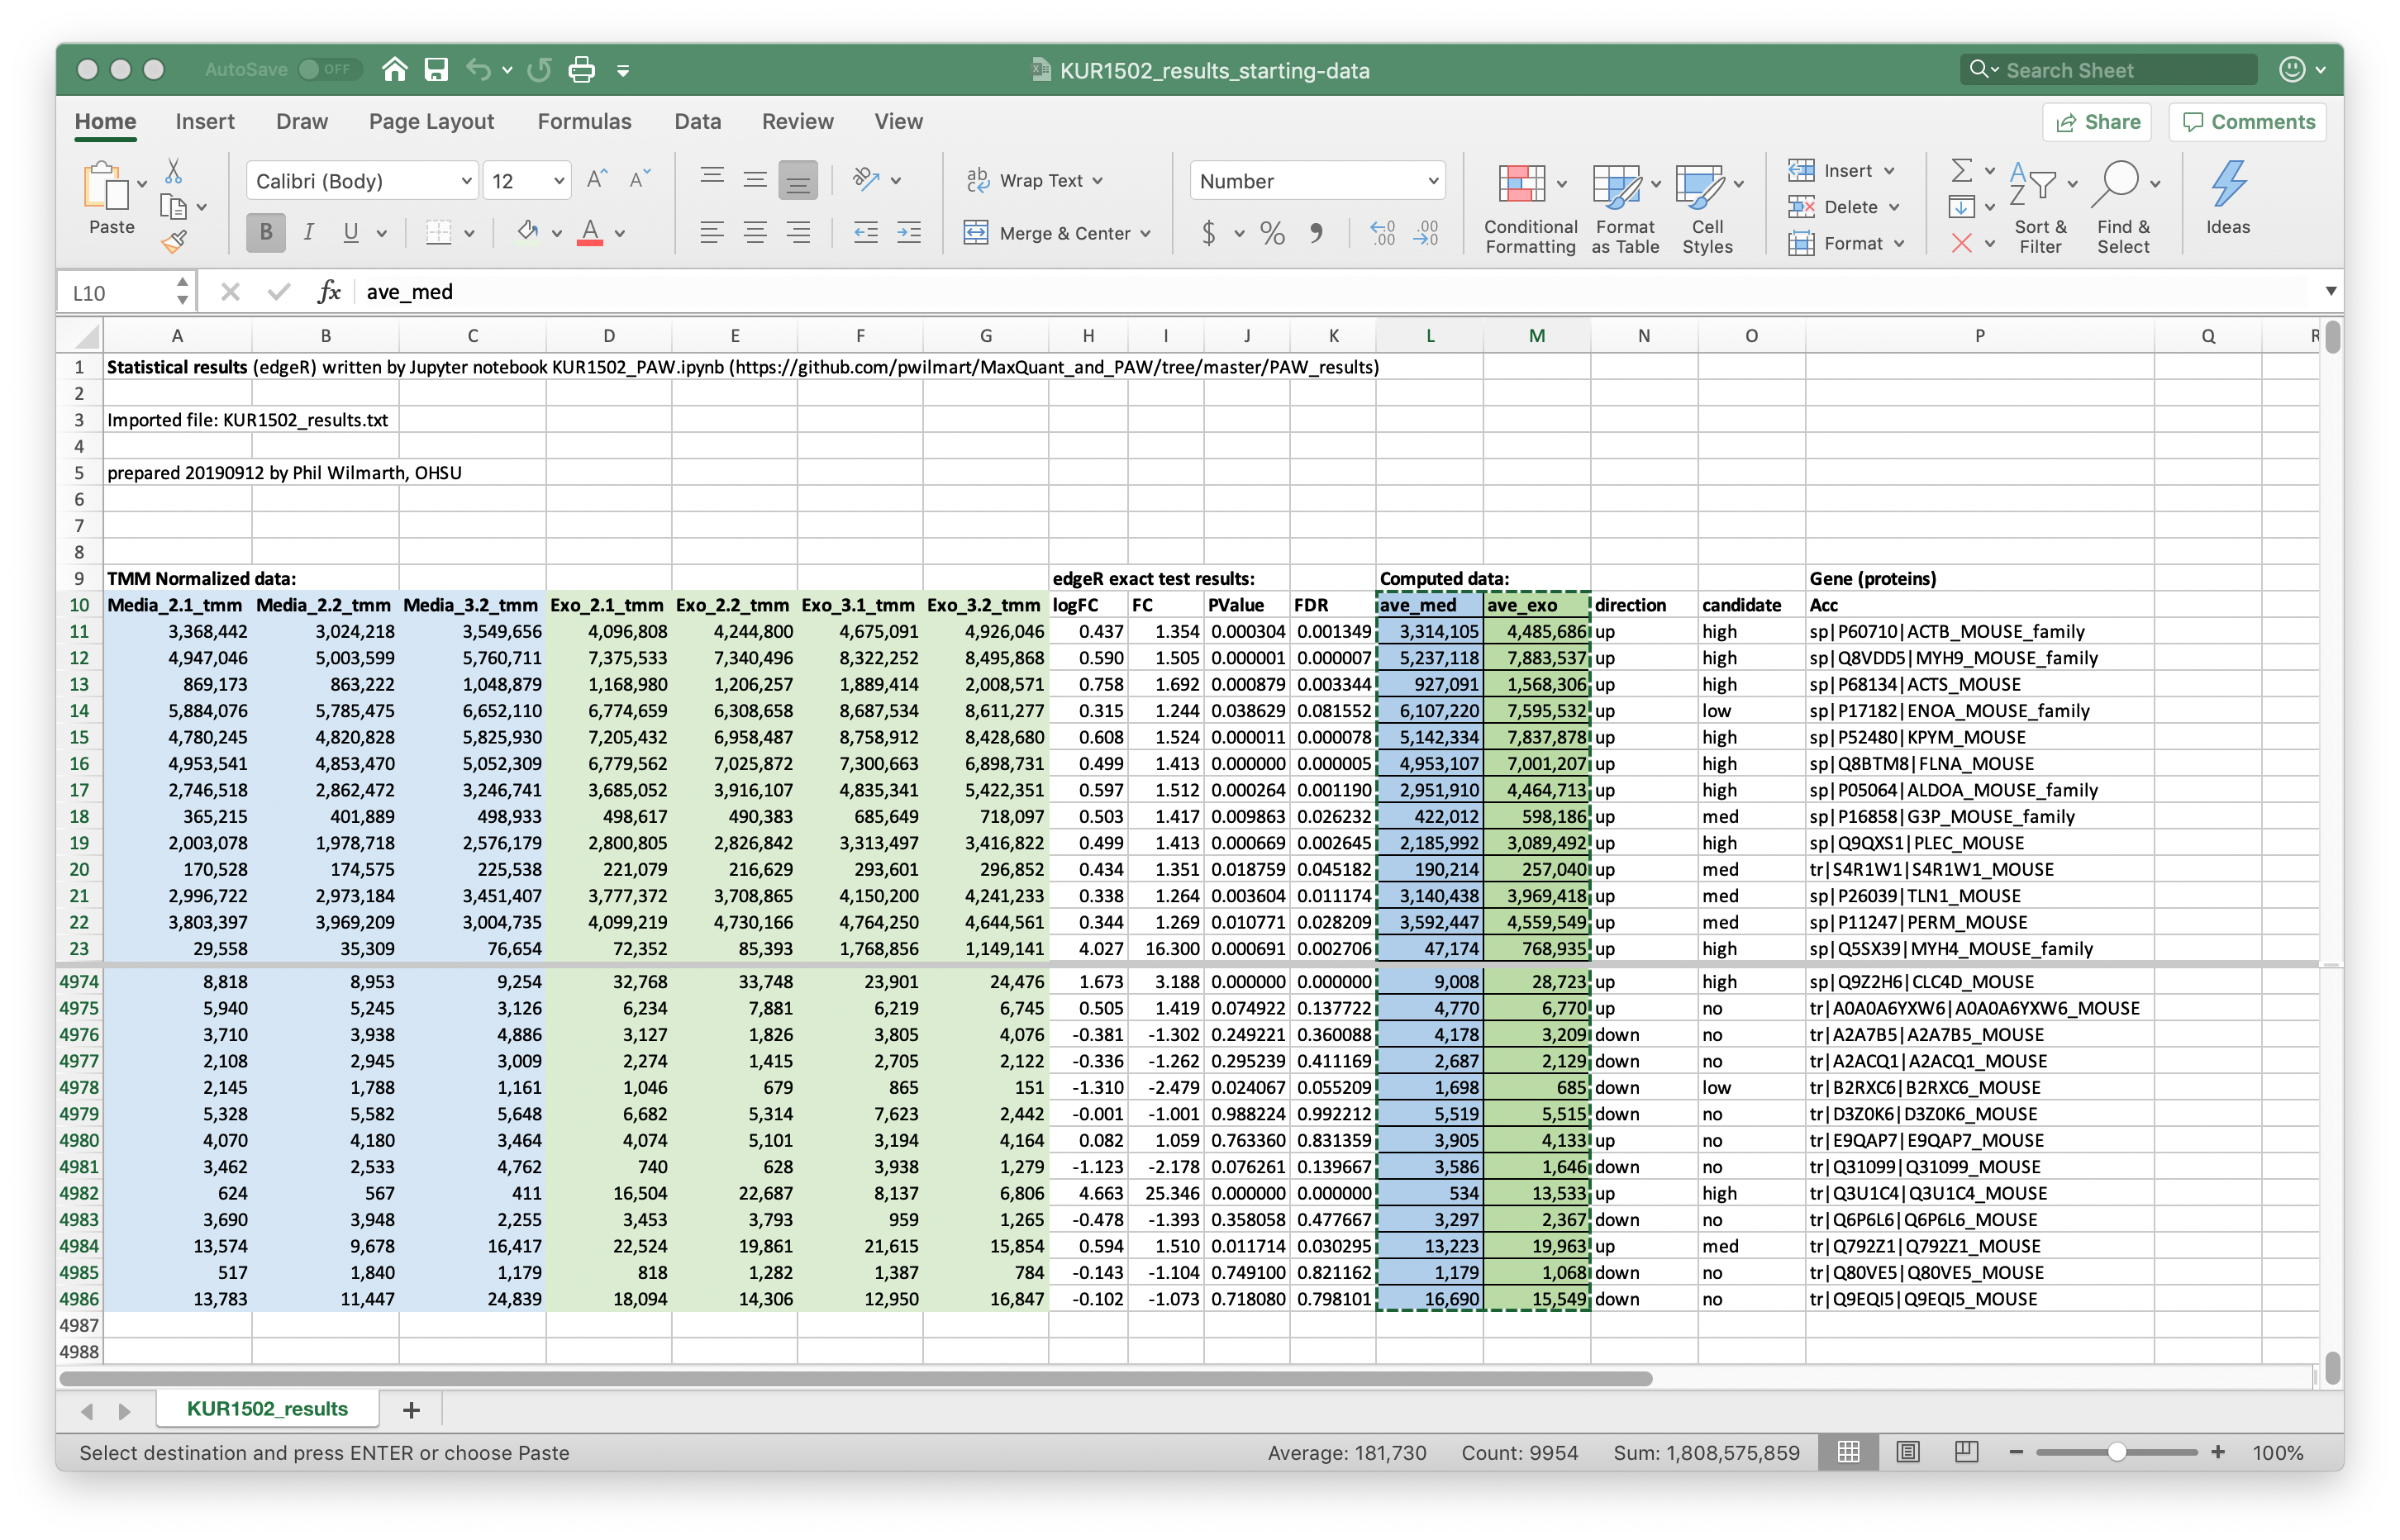 AutoSave OFF KUR1502_results_starting-data Search Sheet
Home Insert Draw Page Layout Formulas Data Review View Share Comments
Paste Calibri (Body) 12 Wrap Text Number Conditional Formatting Format as Table Cell Styles Insert Sort & Filter Find & Select Ideas
B I U Merge & Center $ % Delete
Format
L10 fx ave_med
A B C D E F G H I J K L M N O P Q R
1 Statistical results (edgeR) written by Jupyter notebook KUR1502_PAW.ipynb (https://github.com/pwilmart/MaxQuant_and_PAW/tree/master/PAW_results)
2
3 Imported file: KUR1502_results.txt
4
5 prepared 20190912 by Phil Wilmarth, OHSU
6
7
8
9 TMM Normalized data: edgeR exact test results: Computed data: Gene (proteins)
10 Media_2.1_tmm Media_2.2_tmm Media_3.2_tmm Exo_2.1_tmm Exo_2.2_tmm Exo_3.1_tmm Exo_3.2_tmm logFC FC PValue FDR ave_med ave_exo direction candidate Acc
11 3,368,442 3,024,218 3,549,656 4,096,808 4,244,800 4,675,091 4,926,046 0.437 1.354 0.000304 0.001349 3,314,105 4,485,686 up high sp|P60710|ACTB_MOUSE_family
12 4,947,046 5,003,599 5,760,711 7,375,533 7,340,496 8,322,252 8,495,868 0.590 1.505 0.000001 0.000007 5,237,118 7,883,537 up high sp|Q8VDD5|MYH9_MOUSE_family
13 869,173 863,222 1,048,879 1,168,980 1,206,257 1,889,414 2,008,571 0.758 1.692 0.000879 0.003344 927,091 1,568,306 up high sp|P68134|ACTS_MOUSE
14 5,884,076 5,785,475 6,652,110 6,774,659 6,308,658 8,687,534 8,611,277 0.315 1.244 0.038629 0.081552 6,107,220 7,595,532 up low sp|P17182|ENOA_MOUSE_family
15 4,780,245 4,820,828 5,825,930 7,205,432 6,958,487 8,758,912 8,428,680 0.608 1.524 0.000011 0.000078 5,142,334 7,837,878 up high sp|P52480|KPYM_MOUSE
16 4,953,541 4,853,470 5,052,309 6,779,562 7,025,872 7,300,663 6,898,731 0.499 1.413 0.000000 0.000005 4,953,107 7,001,207 up high sp|Q8BTM8|FLNA_MOUSE
17 2,746,518 2,862,472 3,246,741 3,685,052 3,916,107 4,835,341 5,422,351 0.597 1.512 0.000264 0.001190 2,951,910 4,464,713 up high sp|P05064|ALDOA_MOUSE_family
18 365,215 401,889 498,933 498,617 490,383 685,649 718,097 0.503 1.417 0.009863 0.026232 422,012 598,186 up med sp|P16858|G3P_MOUSE_family
19 2,003,078 1,978,718 2,576,179 2,800,805 2,826,842 3,313,497 3,416,822 0.499 1.413 0.000669 0.002645 2,185,992 3,089,492 up high sp|Q9QXS1|PLEC_MOUSE
20 170,528 174,575 225,538 221,079 216,629 293,601 296,852 0.434 1.351 0.018759 0.045182 190,214 257,040 up med tr|S4R1W1|S4R1W1_MOUSE
21 2,996,722 2,973,184 3,451,407 3,777,372 3,708,865 4,150,200 4,241,233 0.338 1.264 0.003604 0.011174 3,140,438 3,969,418 up med sp|P26039|TLN1_MOUSE
22 3,803,397 3,969,209 3,004,735 4,099,219 4,730,166 4,764,250 4,644,561 0.344 1.269 0.010771 0.028209 3,592,447 4,559,549 up med sp|P11247|PERM_MOUSE
23 29,558 35,309 76,654 72,352 85,393 1,768,856 1,149,141 4.027 16.300 0.000691 0.002706 47,174 768,935 up high sp|Q5SX39|MYH4_MOUSE_family
4974 8,818 8,953 9,254 32,768 33,748 23,901 24,476 1.673 3.188 0.000000 0.000000 9,008 28,723 up high sp|Q9Z2H6|CLC4D_MOUSE
4975 5,940 5,245 3,126 6,234 7,881 6,219 6,745 0.505 1.419 0.074922 0.137722 4,770 6,770 up no tr|A0A0A6YXW6|A0A0A6YXW6_MOUSE
4976 3,710 3,938 4,886 3,127 1,826 3,805 4,076 -0.381 -1.302 0.249221 0.360088 4,178 3,209 down no tr|A2A7B5|A2A7B5_MOUSE
4977 2,108 2,945 3,009 2,274 1,415 2,705 2,122 -0.336 -1.262 0.295239 0.411169 2,687 2,129 down no tr|A2ACQ1|A2ACQ1_MOUSE
4978 2,145 1,788 1,161 1,046 679 865 151 -1.310 -2.479 0.024067 0.055209 1,698 685 down low tr|B2RXC6|B2RXC6_MOUSE
4979 5,328 5,582 5,648 6,682 5,314 7,623 2,442 -0.001 -1.001 0.988224 0.992212 5,519 5,515 down no tr|D3Z0K6|D3Z0K6_MOUSE
4980 4,070 4,180 3,464 4,074 5,101 3,194 4,164 0.082 1.059 0.763360 0.831359 3,905 4,133 up no tr|E9QAP7|E9QAP7_MOUSE
4981 3,462 2,533 4,762 740 628 3,938 1,279 -1.123 -2.178 0.076261 0.139667 3,586 1,646 down no tr|Q31099|Q31099_MOUSE
4982 624 567 411 16,504 22,687 8,137 6,806 4.663 25.346 0.000000 0.000000 534 13,533 up high tr|Q3U1C4|Q3U1C4_MOUSE
4983 3,690 3,948 2,255 3,453 3,793 959 1,265 -0.478 -1.393 0.358058 0.477667 3,297 2,367 down no tr|Q6P6L6|Q6P6L6_MOUSE
4984 13,574 9,678 16,417 22,524 19,861 21,615 15,854 0.594 1.510 0.011714 0.030295 13,223 19,963 up med tr|Q792Z1|Q792Z1_MOUSE
4985 517 1,840 1,179 818 1,282 1,387 784 -0.143 -1.104 0.749100 0.821162 1,179 1,068 down no tr|Q80VE5|Q80VE5_MOUSE
4986 13,783 11,447 24,839 18,094 14,306 12,950 16,847 -0.102 -1.073 0.718080 0.798101 16,690 15,549 down no tr|Q9EQI5|Q9EQI5_MOUSE
4987
4988
KUR1502_results +
Select destination and press ENTER or choose Paste Average: 181,730 Count: 9954 Sum: 1,808,575,859 100%